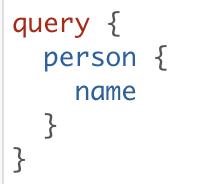 query {
  person {
    name
  }
}